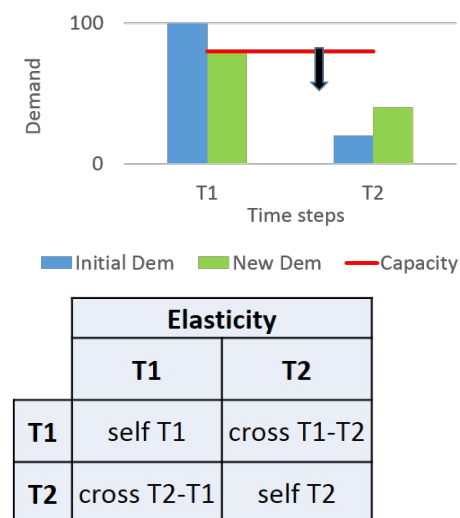 100
Demand
0
T1 T2
Time steps
Initial Dem New Dem Capacity
Elasticity
T1 T2
T1 self T1 cross T1-T2
T2 cross T2-T1 self T2